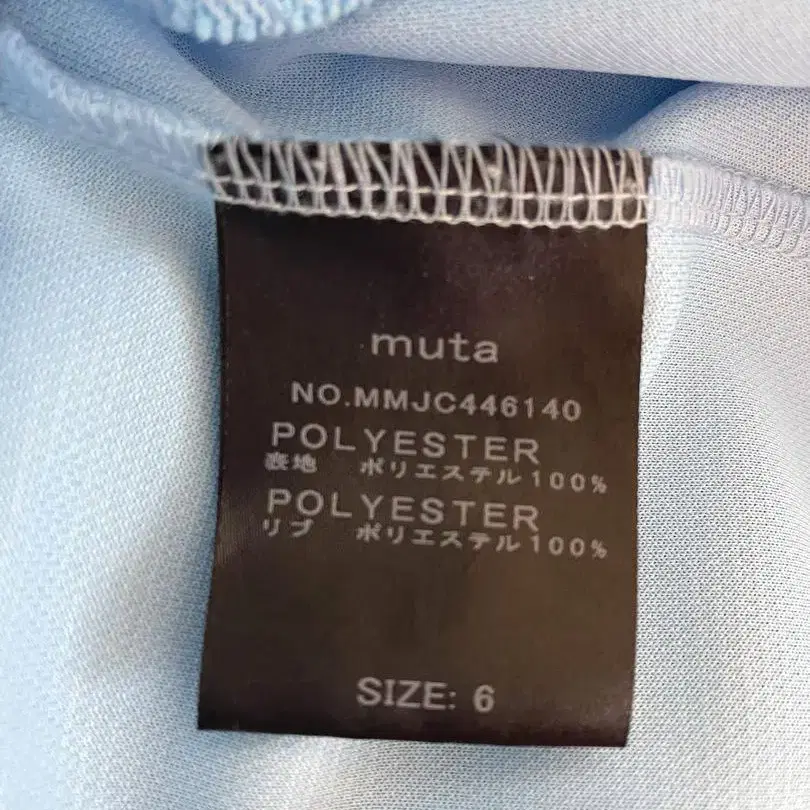 muta
NO.MMJC446140
POLYESTER
表地 ポリエステル100%
POLYESTER
リブ ポリエステル100%
SIZE: 6